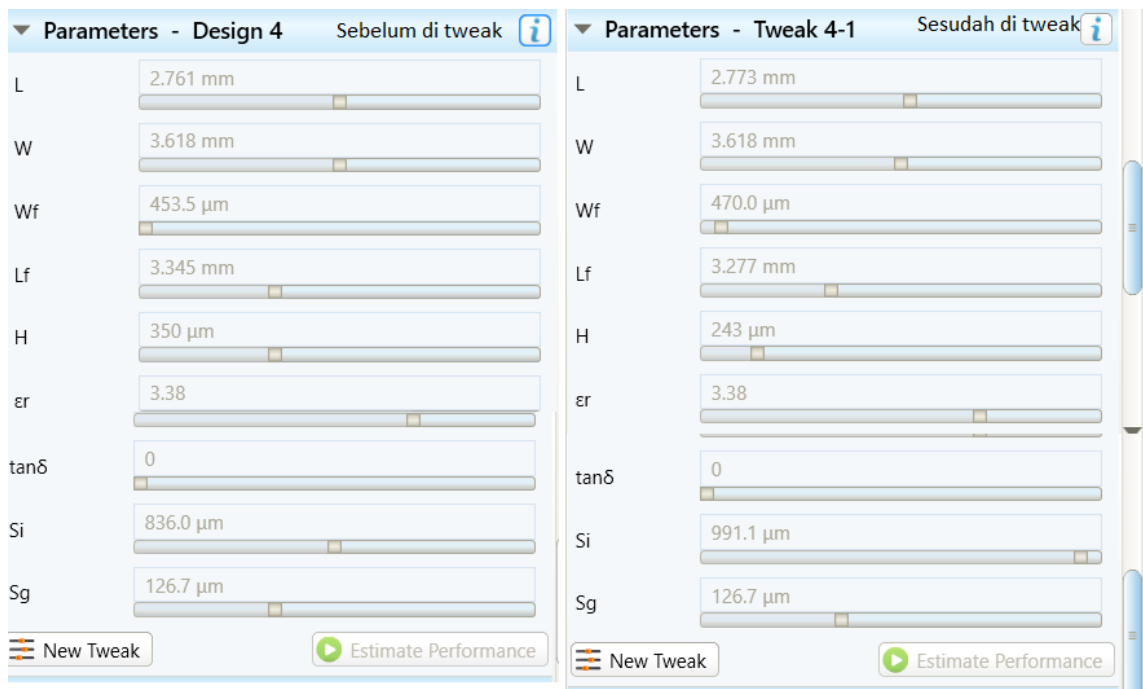 Parameters - Design 4 Sebelum di tweak i
L 2.761 mm
W 3.618 mm
Wf 453.5 μm
Lf 3.345 mm
H 350 μm
εr 3.38
tanδ 0
Si 836.0 μm
Sg 126.7 μm
New Tweak Estimate Performance
Parameters - Tweak 4-1 Sesudah di tweak i
L 2.773 mm
W 3.618 mm
Wf 470.0 μm
Lf 3.277 mm
H 243 μm
εr 3.38
tanδ 0
Si 991.1 μm
Sg 126.7 μm
New Tweak Estimate Performance